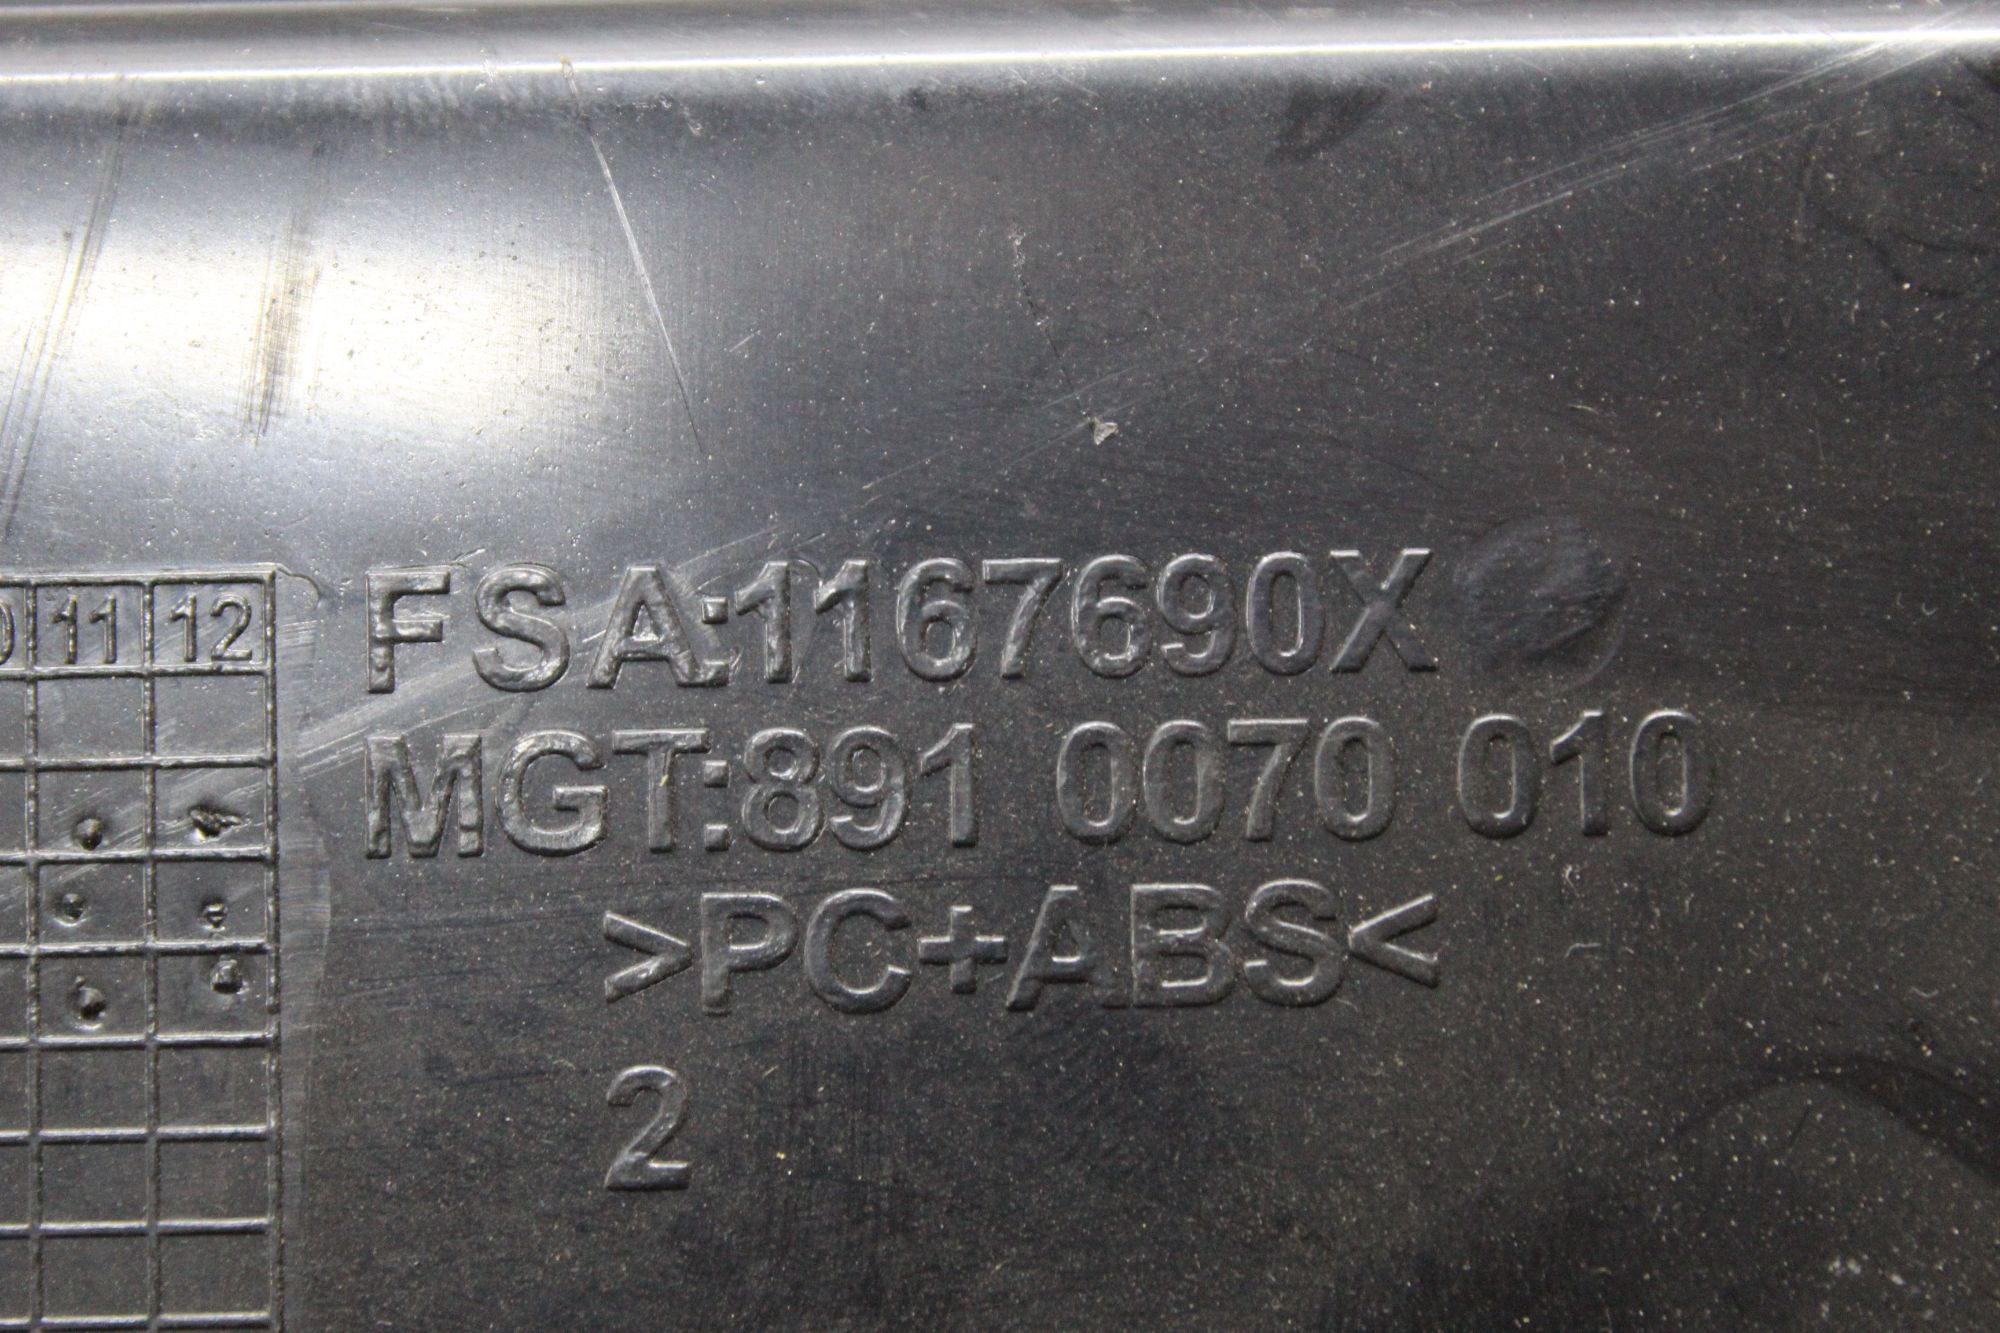 FSA:1167690X
11 12
MGT:891 0070 010
>PC+ABS<
2